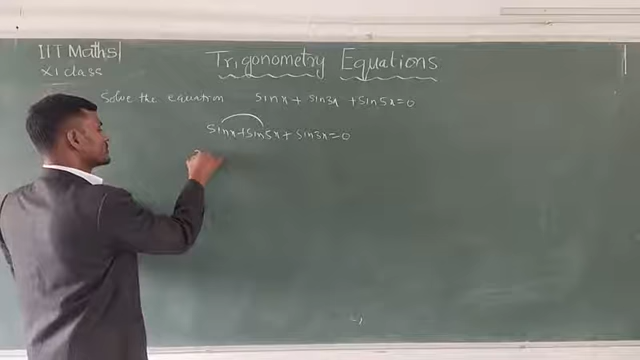 IIT Maths
XI class
Trigonometry Equations
Solve the equation sinx + sin3x + sin5x=0
sinx+sin5x + sin3x=0